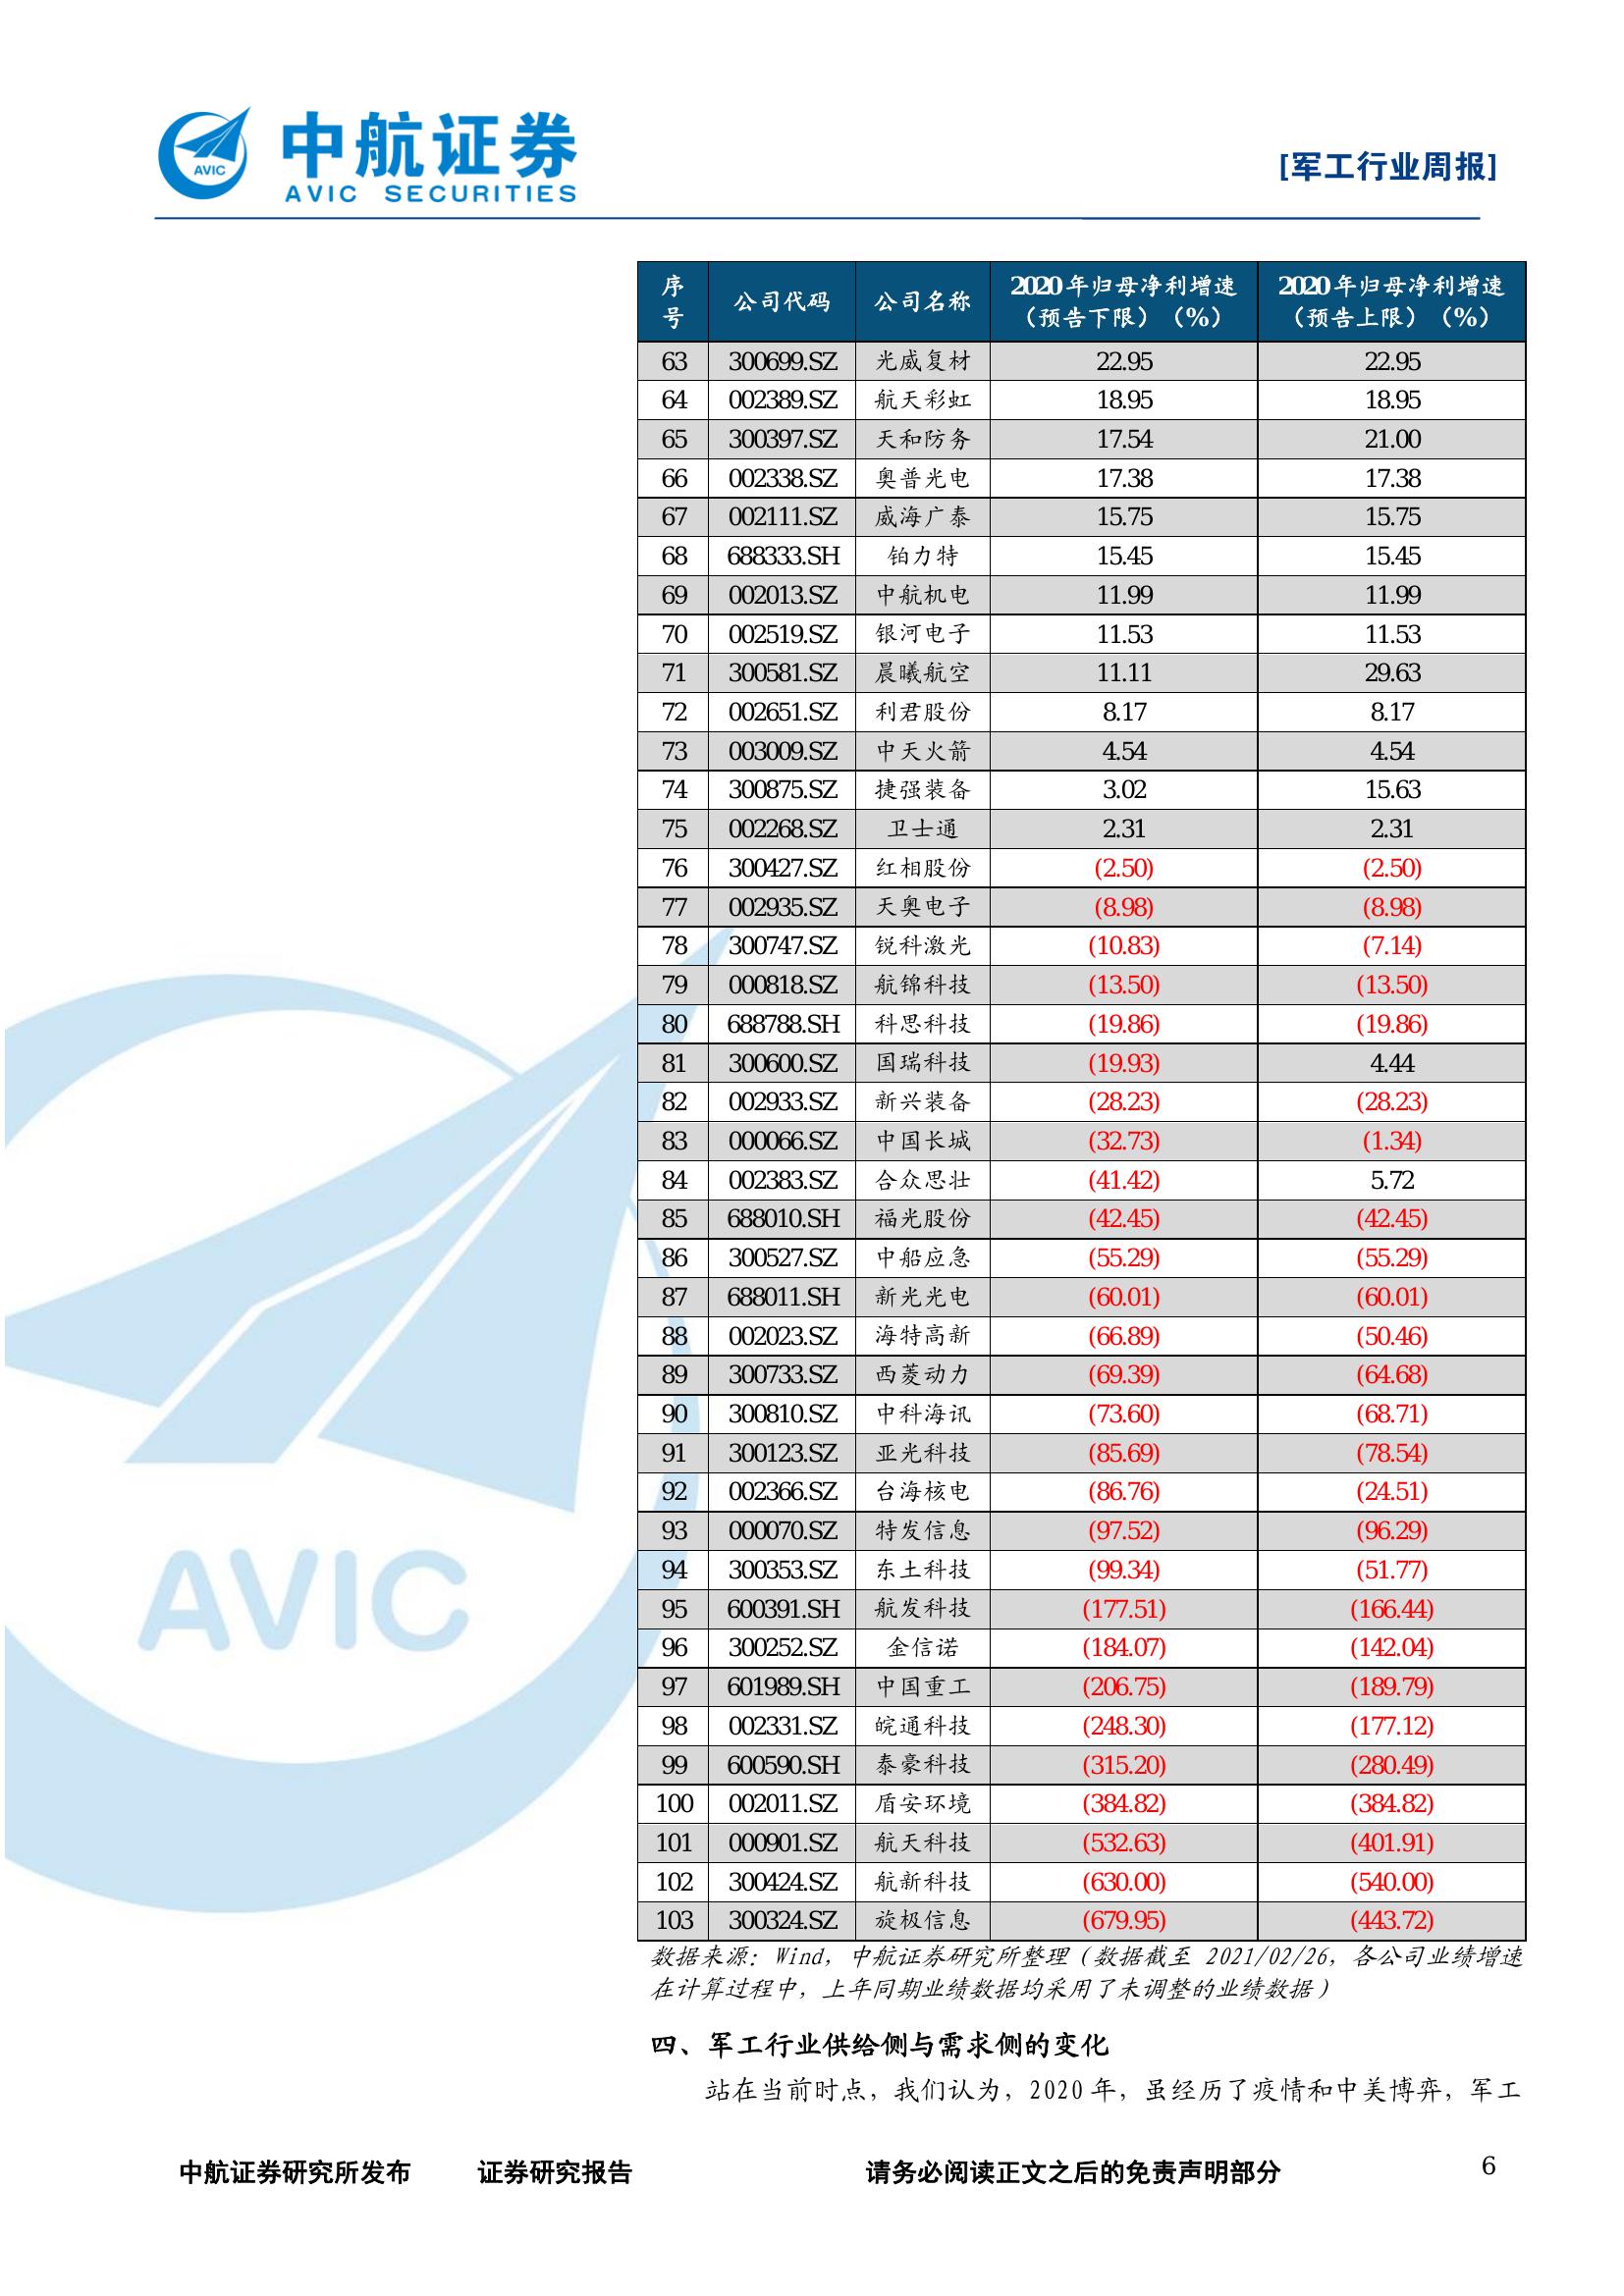 AVIC
中航证券
AVIC SECURITIES
[军工行业周报]
序号 公司代码 公司名称 2020年归母净利增速（预告下限）（%） 2020年归母净利增速（预告上限）（%）
63 300699.SZ 光威复材 22.95 22.95
64 002389.SZ 航天彩虹 18.95 18.95
65 300397.SZ 天和防务 17.54 21.00
66 002338.SZ 奥普光电 17.38 17.38
67 002111.SZ 威海广泰 15.75 15.75
68 688333.SH 铂力特 15.45 15.45
69 002013.SZ 中航机电 11.99 11.99
70 002519.SZ 银河电子 11.53 11.53
71 300581.SZ 晨曦航空 11.11 29.63
72 002651.SZ 利君股份 8.17 8.17
73 003009.SZ 中天火箭 4.54 4.54
74 300875.SZ 捷强装备 3.02 15.63
75 002268.SZ 卫士通 2.31 2.31
76 300427.SZ 红相股份 (2.50) (2.50)
77 002935.SZ 天奥电子 (8.98) (8.98)
78 300747.SZ 锐科激光 (10.83) (7.14)
79 000818.SZ 航锦科技 (13.50) (13.50)
80 688788.SH 科思科技 (19.86) (19.86)
81 300600.SZ 国瑞科技 (19.93) 4.44
82 002933.SZ 新兴装备 (28.23) (28.23)
83 000066.SZ 中国长城 (32.73) (1.34)
84 002383.SZ 合众思壮 (41.42) 5.72
85 688010.SH 福光股份 (42.45) (42.45)
86 300527.SZ 中船应急 (55.29) (55.29)
87 688011.SH 新光光电 (60.01) (60.01)
88 002023.SZ 海特高新 (66.89) (50.46)
89 300733.SZ 西菱动力 (69.39) (64.68)
90 300810.SZ 中科海讯 (73.60) (68.71)
91 300123.SZ 亚光科技 (85.69) (78.54)
92 002366.SZ 台海核电 (86.76) (24.51)
93 000070.SZ 特发信息 (97.52) (96.29)
94 300353.SZ 东土科技 (99.34) (51.77)
95 600391.SH 航发科技 (177.51) (166.44)
96 300252.SZ 金信诺 (184.07) (142.04)
97 601989.SH 中国重工 (206.75) (189.79)
98 002331.SZ 皖通科技 (248.30) (177.12)
99 600590.SH 泰豪科技 (315.20) (280.49)
100 002011.SZ 盾安环境 (384.82) (384.82)
101 000901.SZ 航天科技 (532.63) (401.91)
102 300424.SZ 航新科技 (630.00) (540.00)
103 300324.SZ 旋极信息 (679.95) (443.72)
AVIC
数据来源：Wind，中航证券研究所整理（数据截至 2021/02/26，各公司业绩增速
在计算过程中，上年同期业绩数据均采用了未调整的业绩数据）
四、军工行业供给侧与需求侧的变化
站在当前时点，我们认为，2020 年，虽经历了疫情和中美博弈，军工
中航证券研究所发布 证券研究报告 请务必阅读正文之后的免责声明部分 6